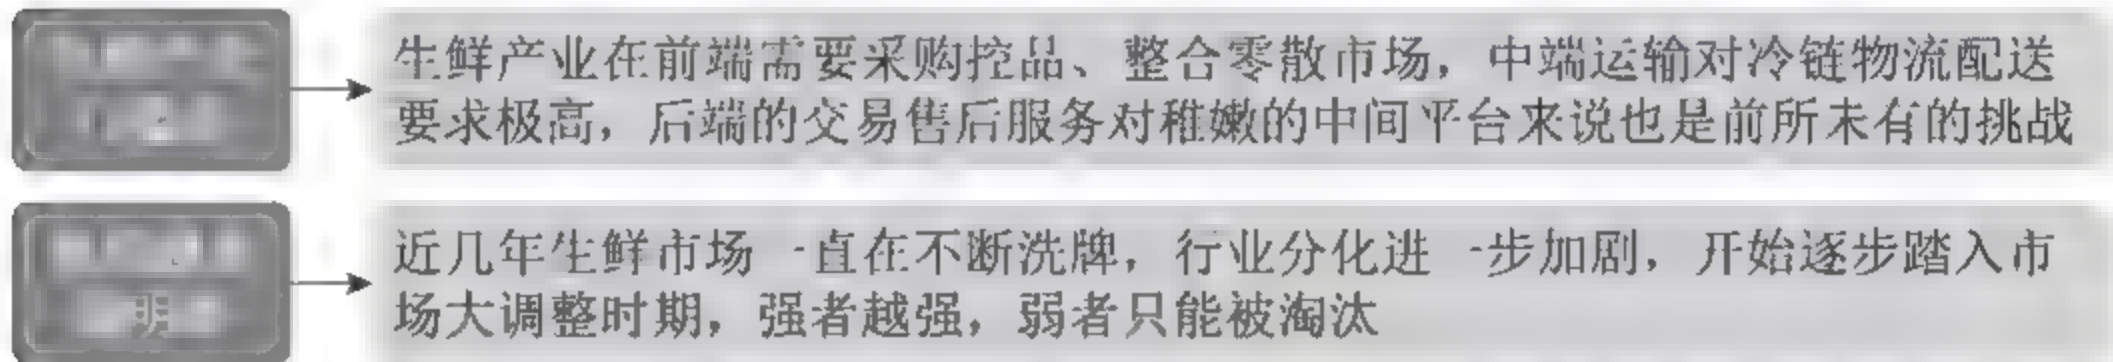 生鲜产业在前端需要采购控品、整合零散市场，中端运输对冷链物流配送
要求极高，后端的交易售后服务对稚嫩的中间平台来说也是前所未有的挑战
近几年生鲜市场一直在不断洗牌，行业分化进一步加剧，开始逐步踏入市
场大调整时期，强者越强，弱者只能被淘汰